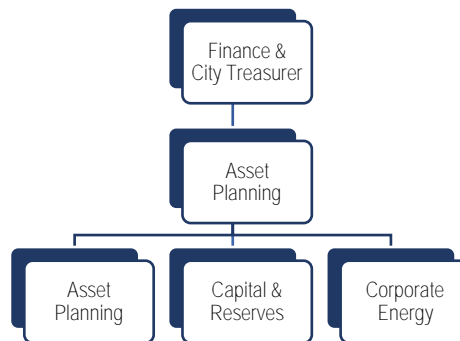 Finance &
City Treasurer
Asset
Planning
Asset
Planning
Capital &
Reserves
Corporate
Energy